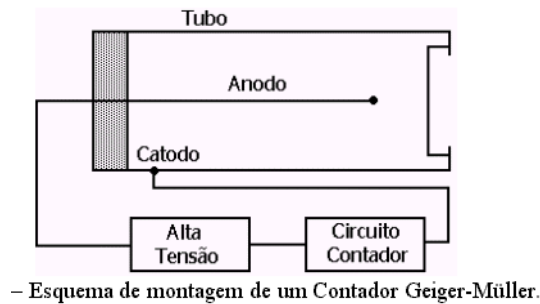 Tubo
Anodo
Catodo
Alta
Tensão
Circuito
Contador
– Esquema de montagem de um Contador Geiger-Müller.